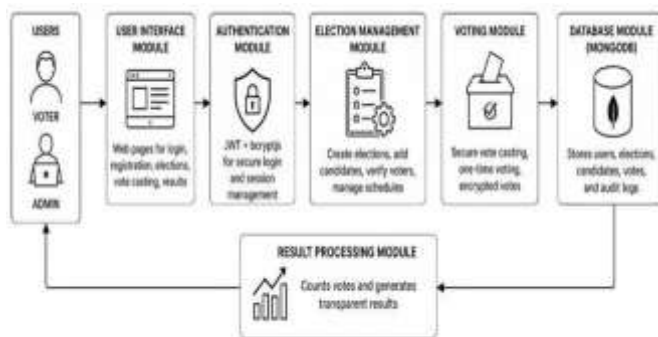 USERS
VOTER
ADMIN
USER INTERFACE
MODULE
Web pages for login,
registration, elections,
vote casting, results
AUTHENTICATION
MODULE
JWT + bcryptjs
for secure login
and session
management
ELECTION MANAGEMENT
MODULE
Create elections, add
candidates, verify voters,
manage schedules
VOTING MODULE
Secure vote casting,
one-time voting,
encrypted votes
DATABASE MODULE
(MONGODB)
Stores users, elections,
candidates, votes,
and audit logs
RESULT PROCESSING MODULE
Counts votes and generates
transparent results